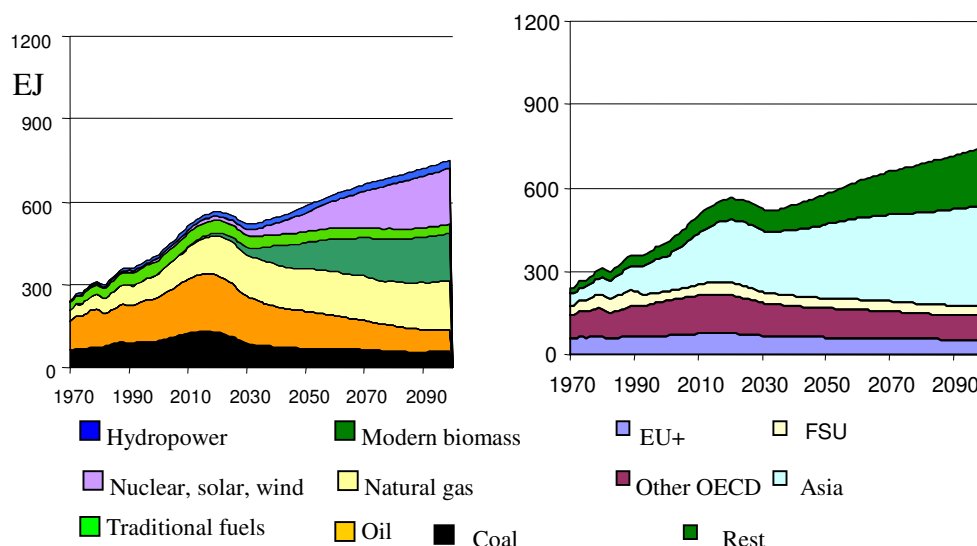 1200
EJ
900
600
300
0
1970 1990 2010 2030 2050 2070 2090
Hydropower
Modern biomass
Nuclear, solar, wind
Natural gas
Traditional fuels
Oil
Coal
1200
900
600
300
0
1970 1990 2010 2030 2050 2070 2090
EU+
FSU
Other OECD
Asia
Rest